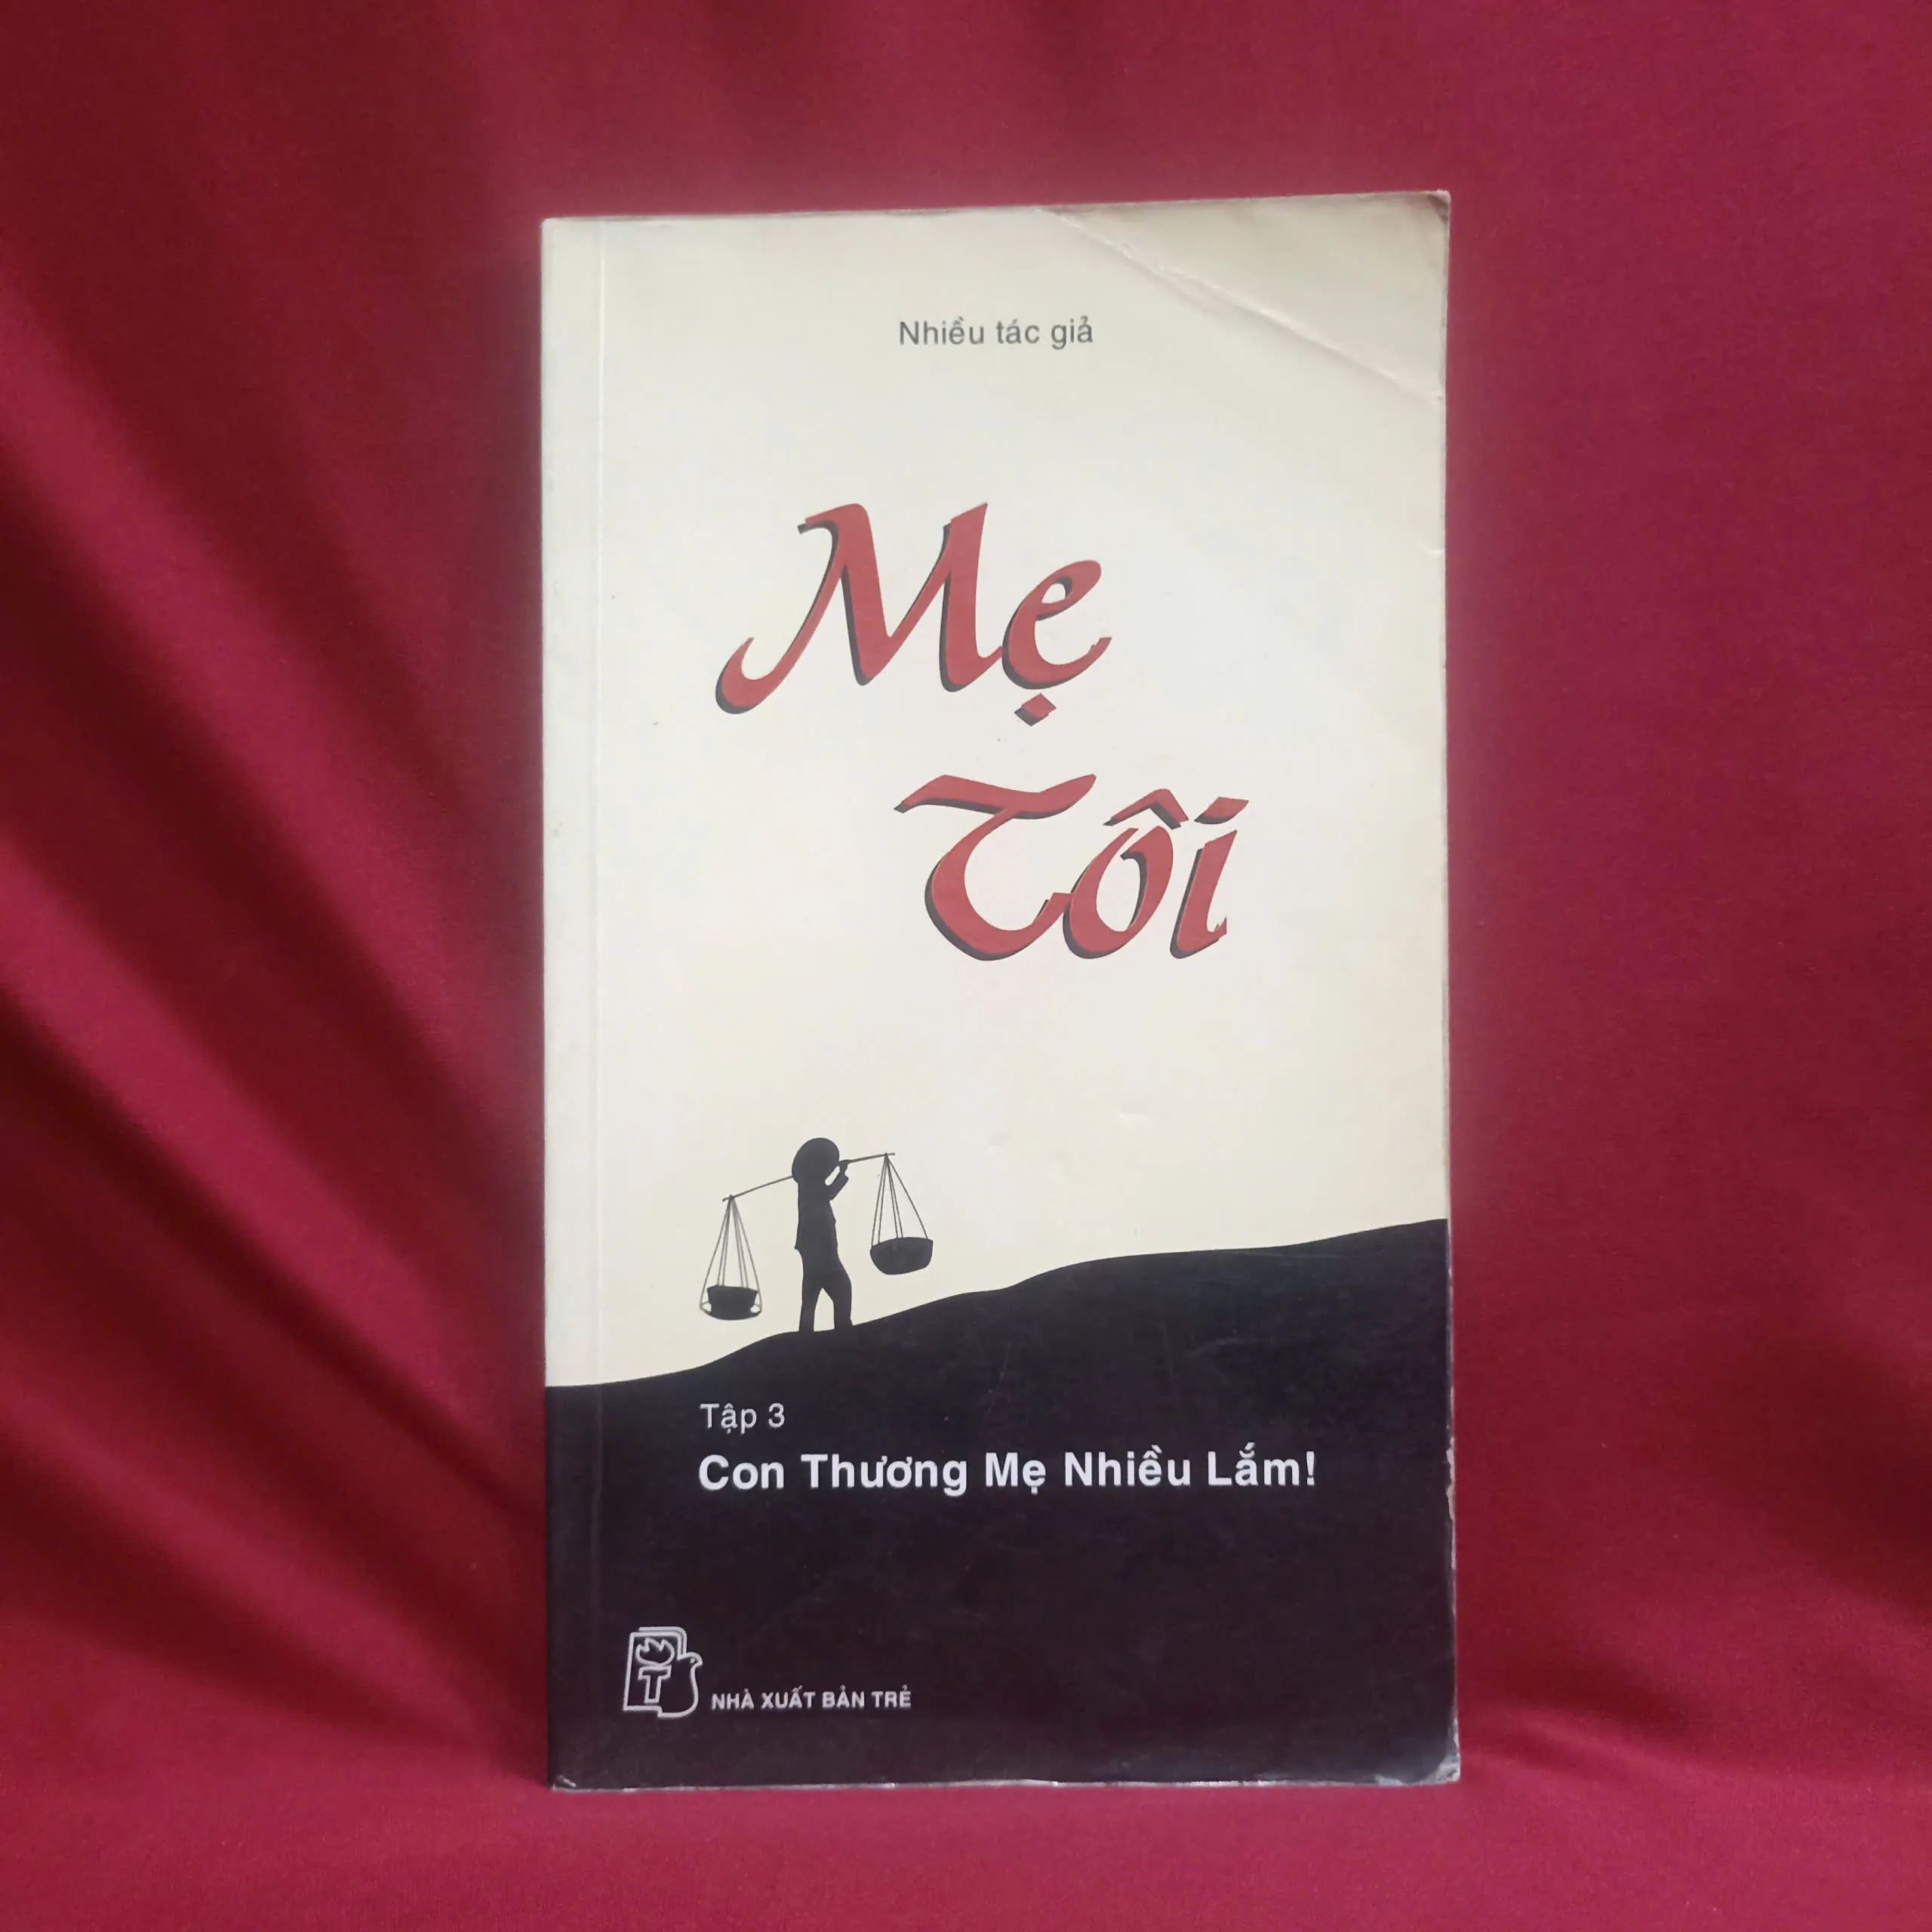 Nhiều tác giả
Mẹ
Tôi
Tập 3
Con Thương Mẹ Nhiều Lắm!
T
NHÀ XUẤT BẢN TRẺ